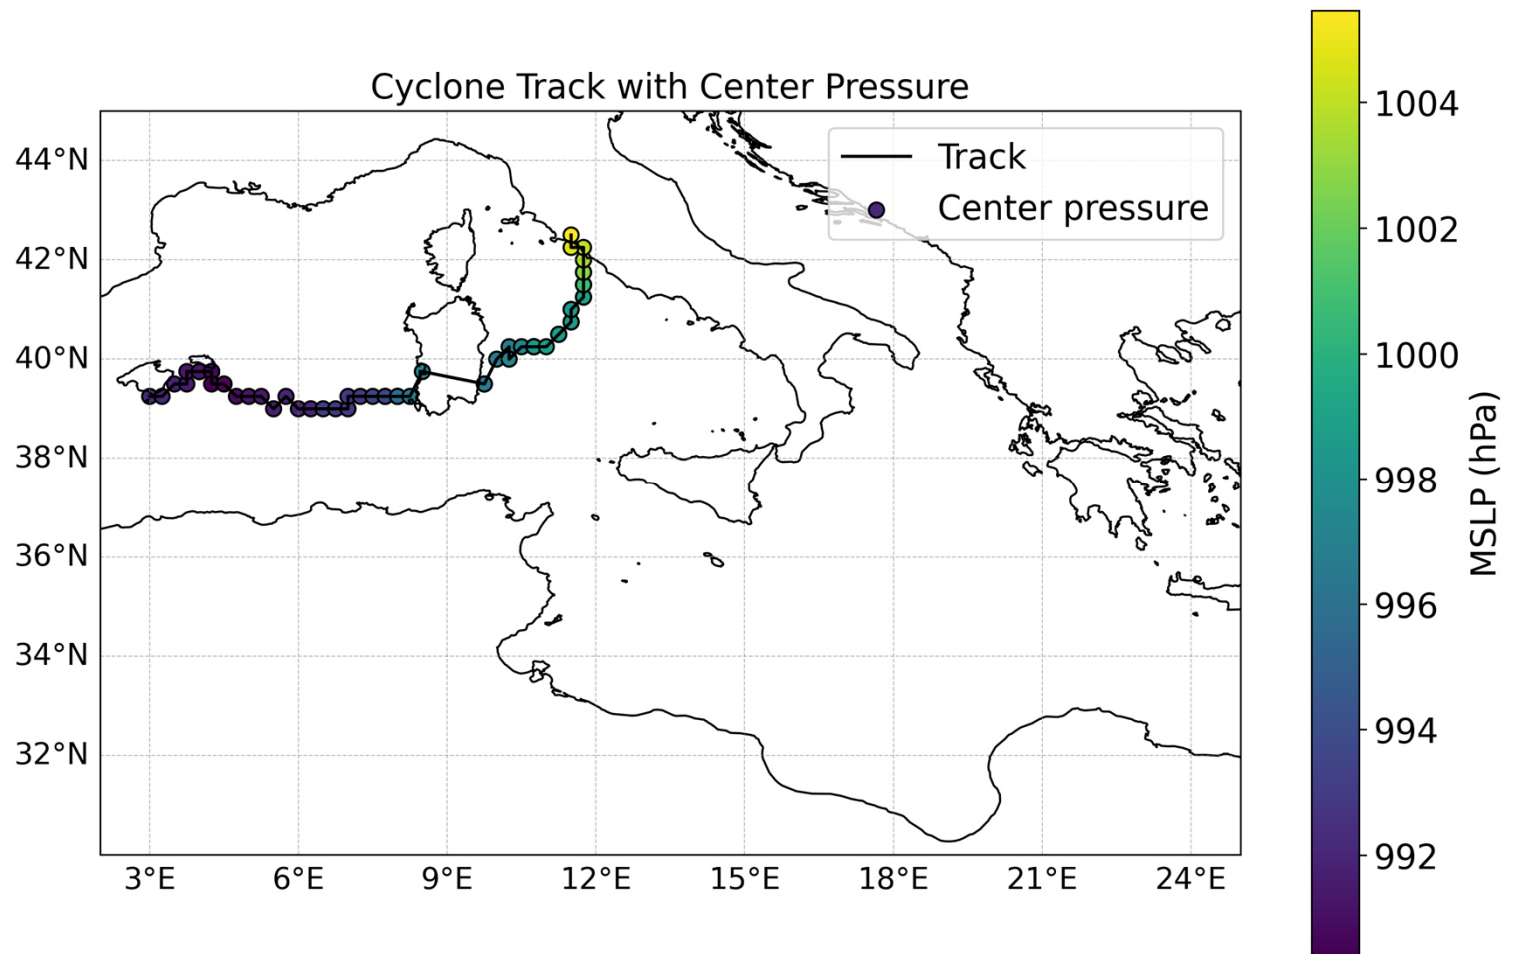 Cyclone Track with Center Pressure
Track
Center pressure
44°N
42°N
40°N
38°N
36°N
34°N
32°N
3°E 6°E 9°E 12°E 15°E 18°E 21°E 24°E
1004
1002
1000
998
996
994
992
MSLP (hPa)